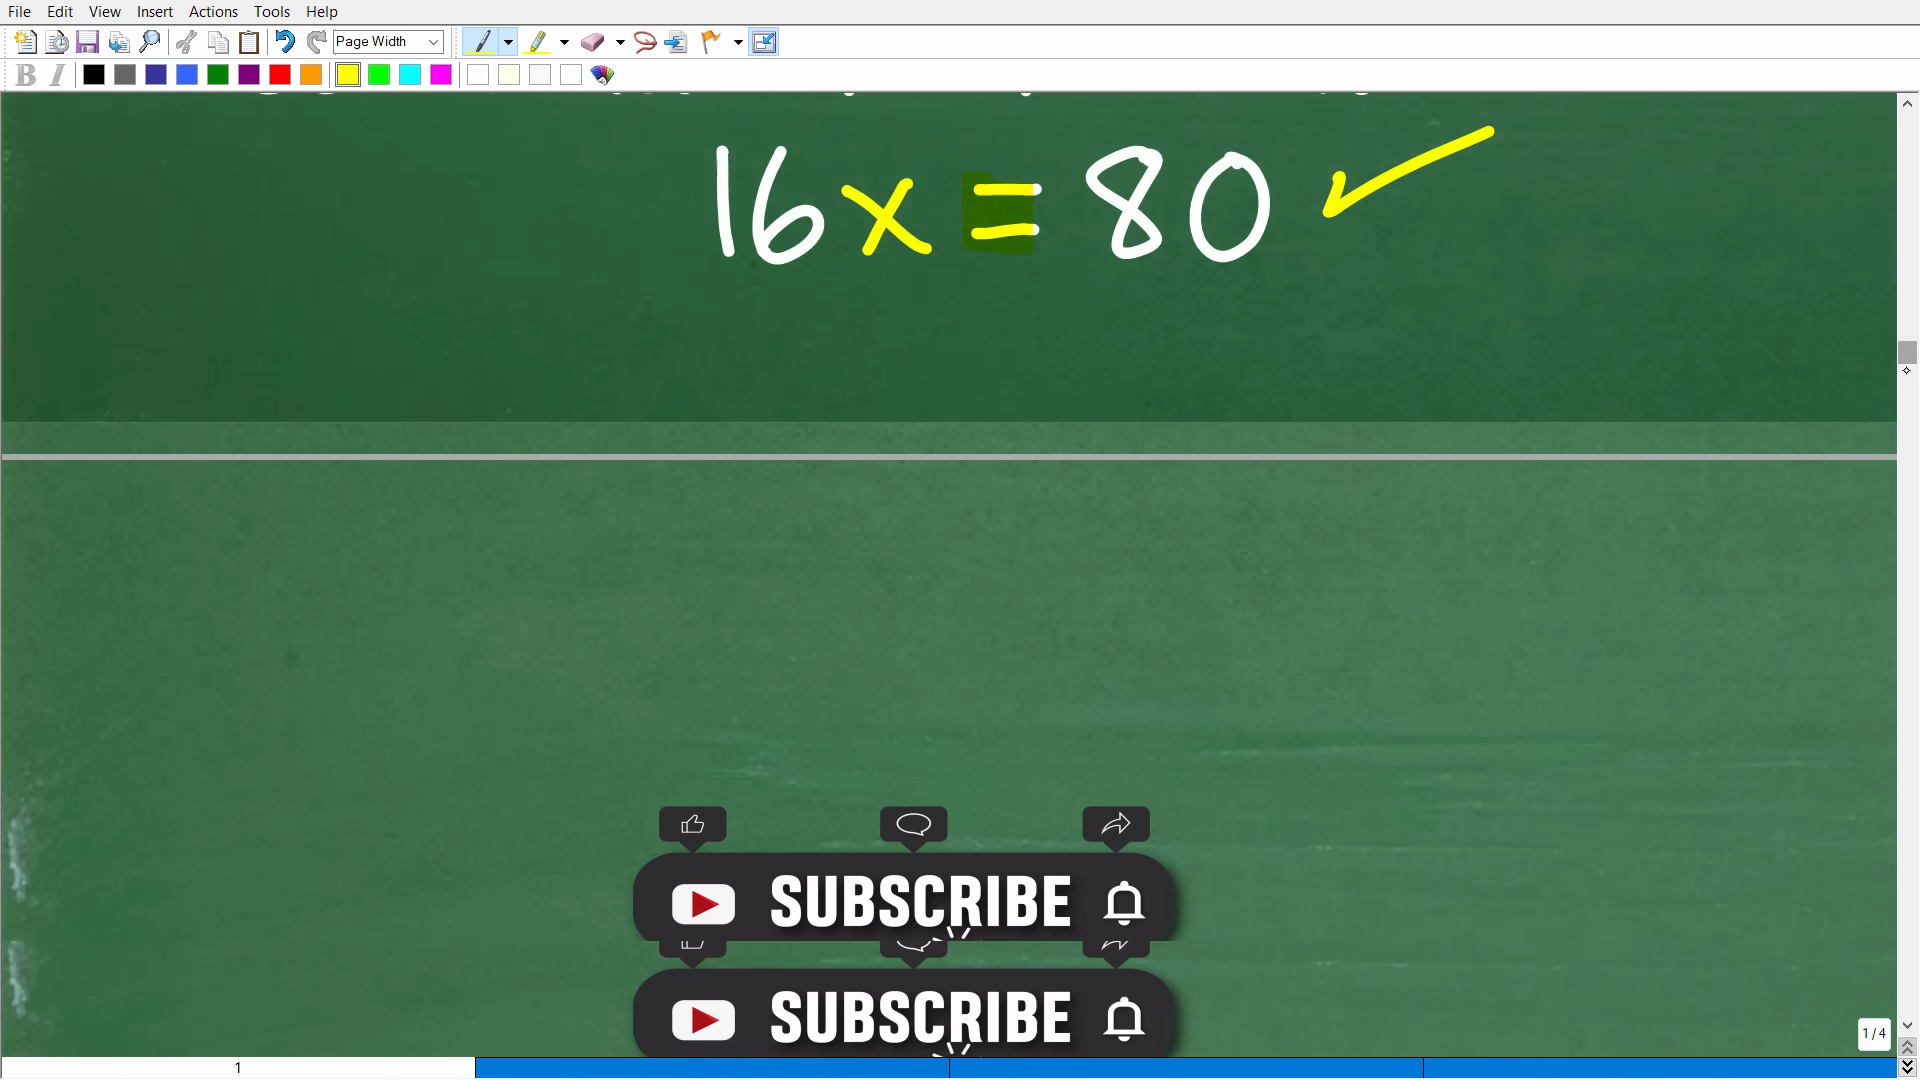 File Edit View Insert Actions Tools Help
Page Width
B I
16x = 80
SUBSCRIBE
SUBSCRIBE
1 / 4
1